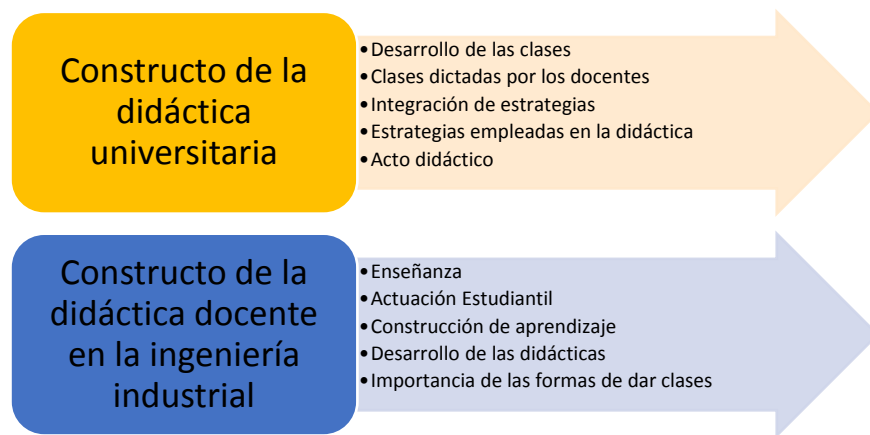 Constructo de la
didáctica
universitaria
•Desarrollo de las clases
•Clases dictadas por los docentes
•Integración de estrategias
•Estrategias empleadas en la didáctica
•Acto didáctico
Constructo de la
didáctica docente
en la ingeniería
industrial
•Enseñanza
•Actuación Estudiantil
•Construcción de aprendizaje
•Desarrollo de las didácticas
•Importancia de las formas de dar clases